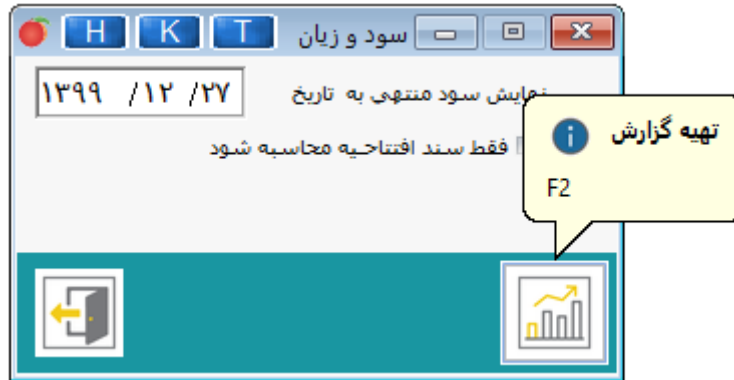 سود و زیان T K H
نمایش سود منتهی به تاریخ ۱۳۹۹ /۱۲ /۲۷
فقط سند افتتاحیه محاسبه شود
تهیه گزارش
F2